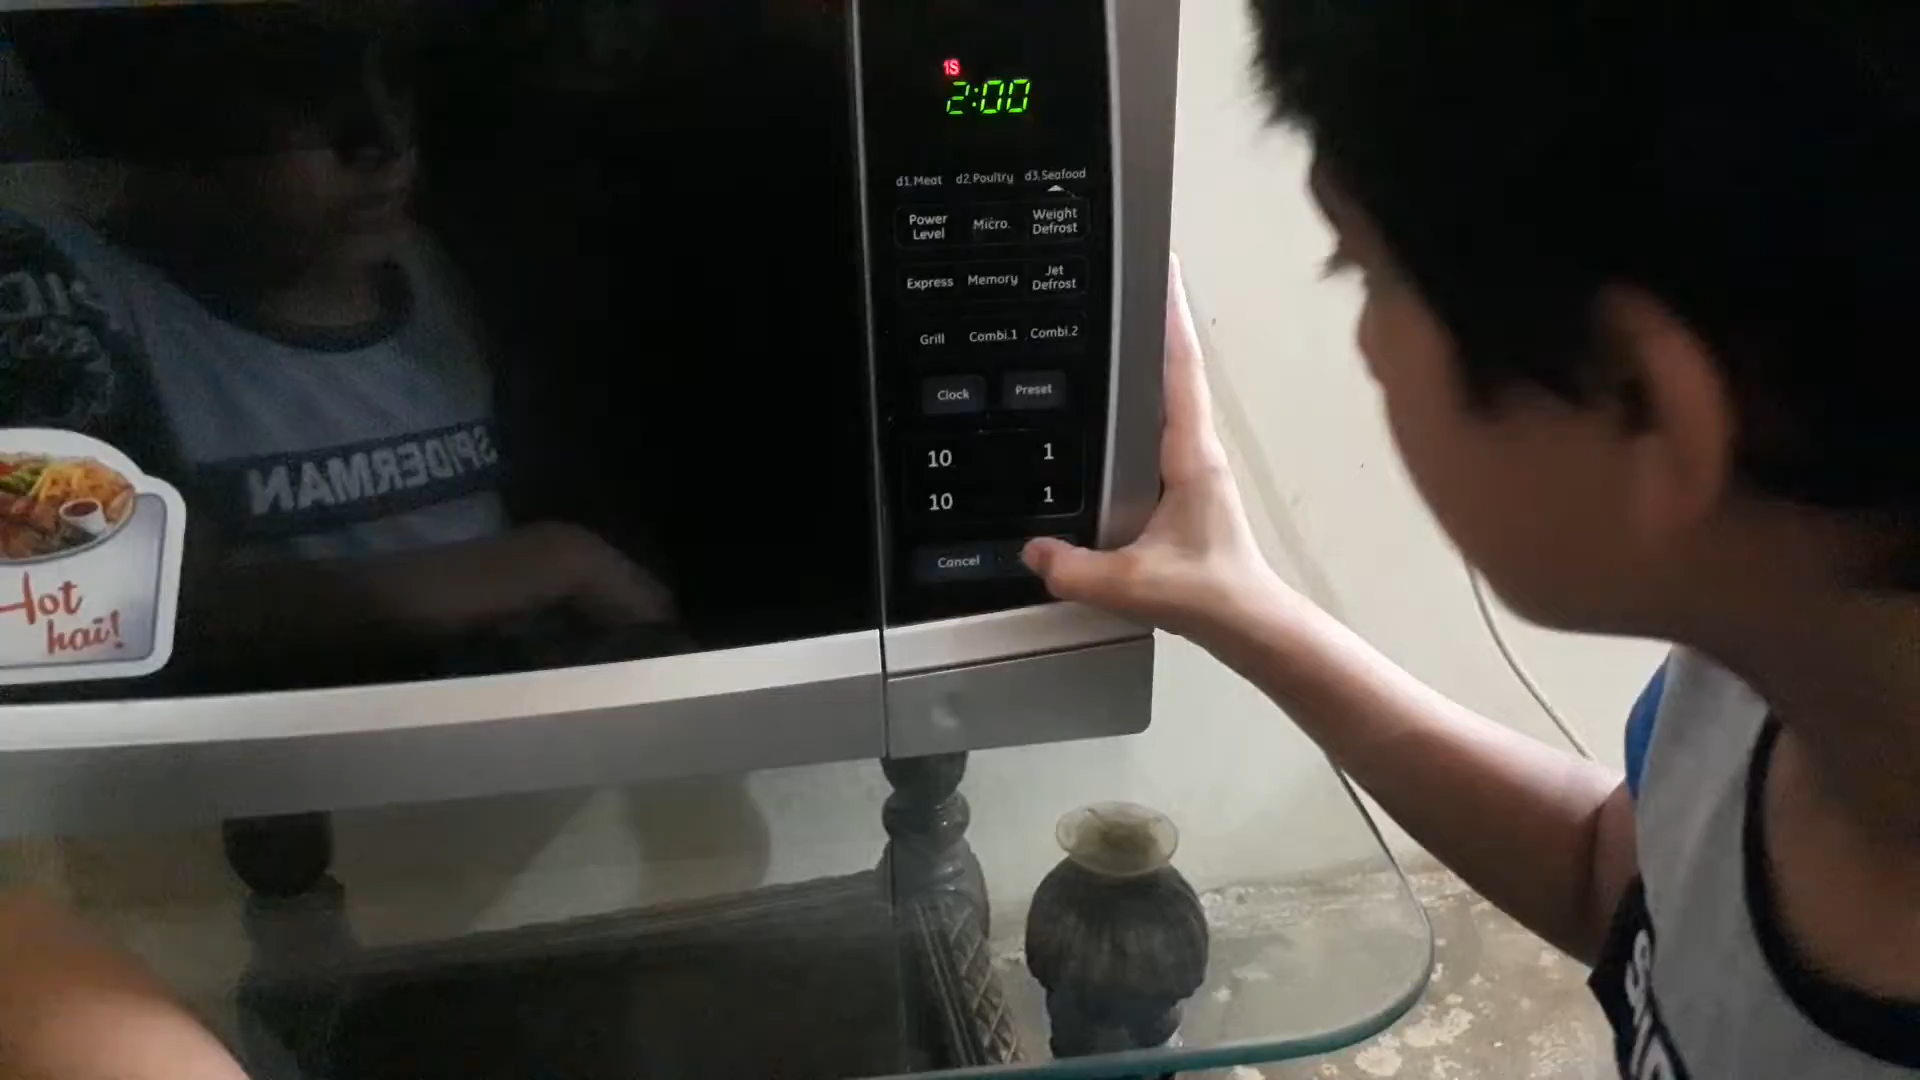 1S
2:00
d1.Meat d2.Poultry d3.Seafood
Power Level Micro. Weight Defrost
Express Memory Jet Defrost
Grill Combi.1 Combi.2
Clock Preset
10 1
10 1
Cancel
SPIDERMAN
Hot
hai!